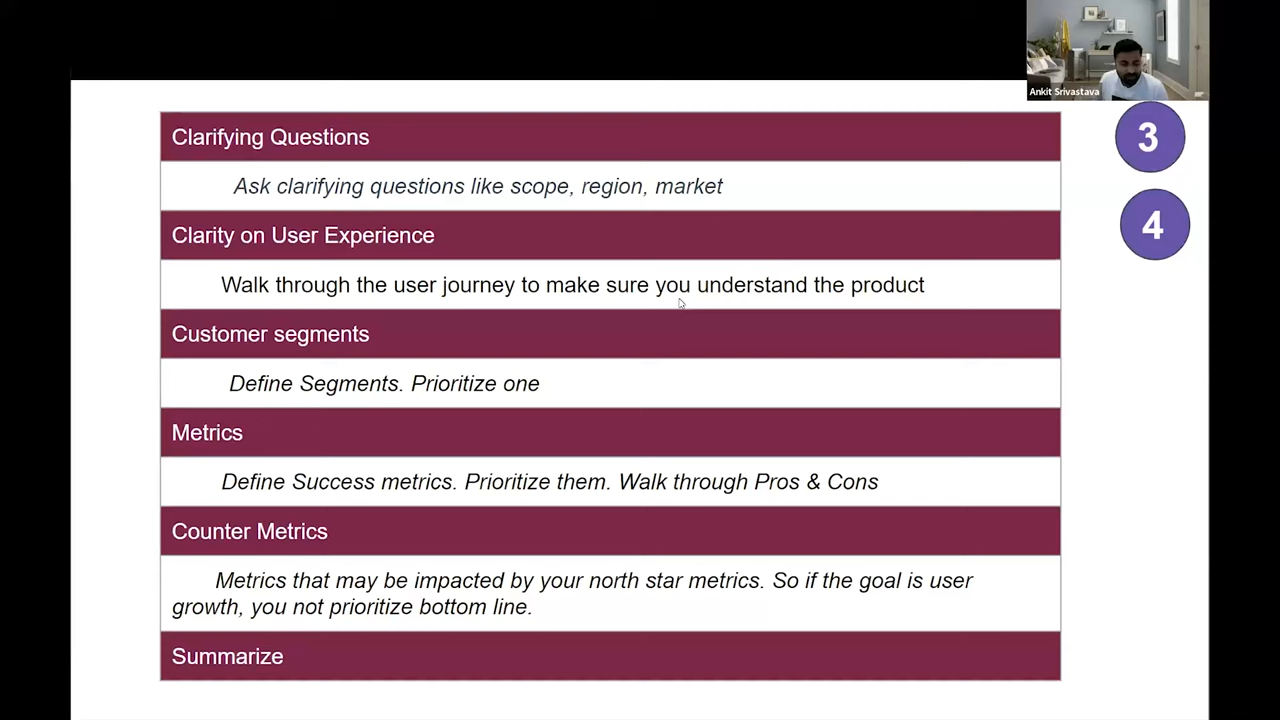 Ankit Srivastava
3
4
Clarifying Questions
Ask clarifying questions like scope, region, market
Clarity on User Experience
Walk through the user journey to make sure you understand the product
Customer segments
Define Segments. Prioritize one
Metrics
Define Success metrics. Prioritize them. Walk through Pros & Cons
Counter Metrics
Metrics that may be impacted by your north star metrics. So if the goal is user
growth, you not prioritize bottom line.
Summarize